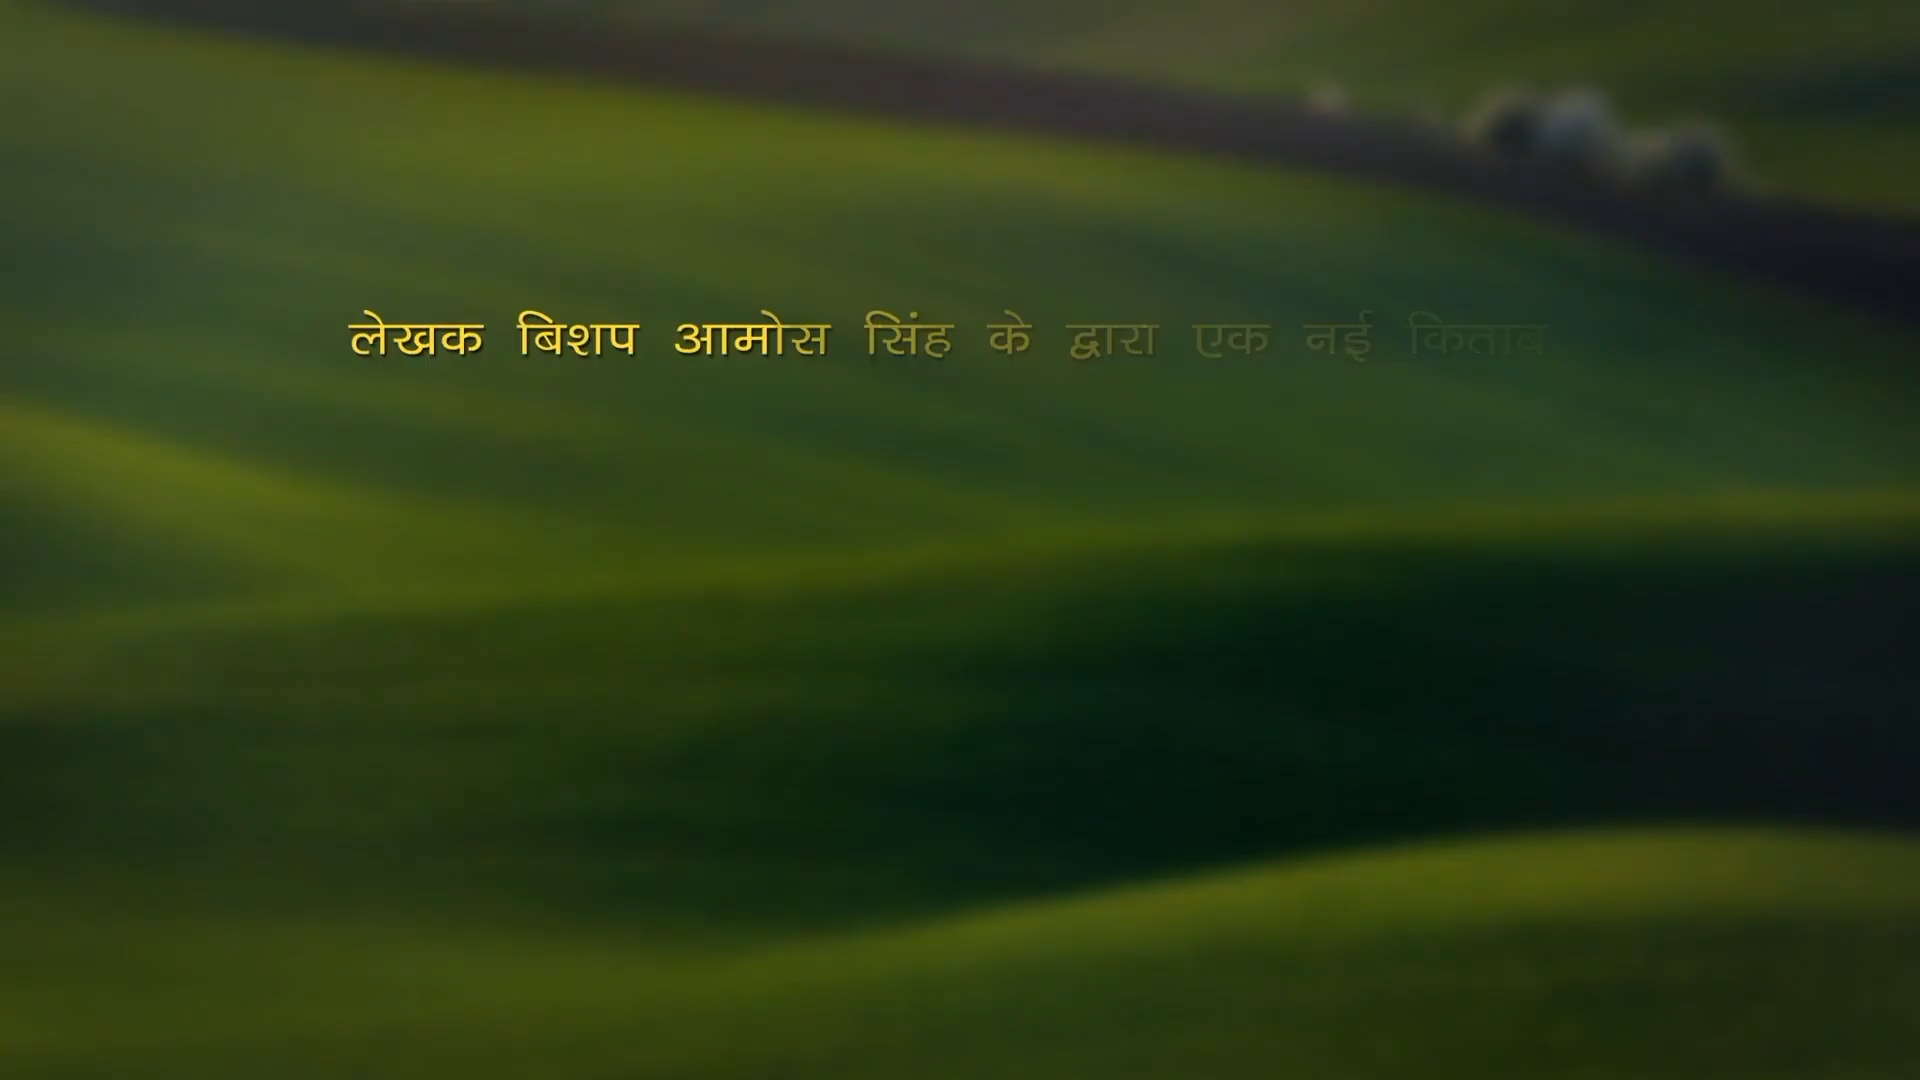 लेखक बिशप आमोस सिंह के द्वारा एक नई किताब